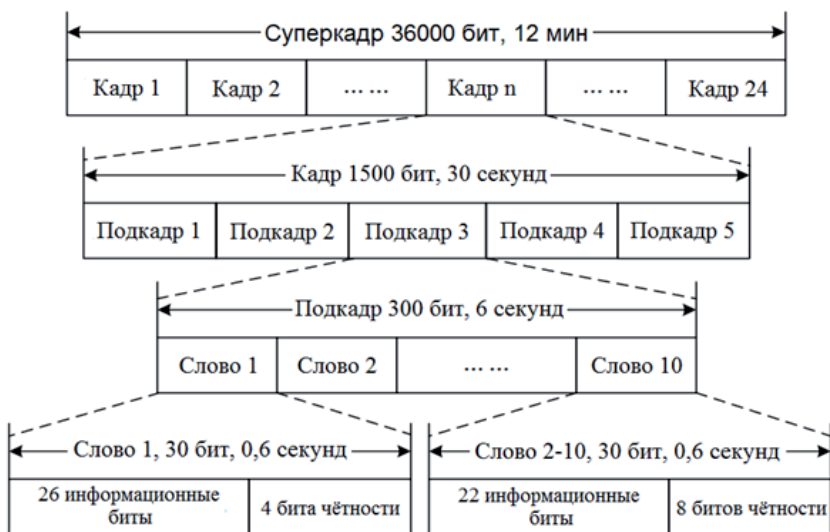 Суперкадр 36000 бит, 12 мин
Кадр 1 Кадр 2 ... ... Кадр n ... ... Кадр 24
Кадр 1500 бит, 30 секунд
Подкадр 1 Подкадр 2 Подкадр 3 Подкадр 4 Подкадр 5
Подкадр 300 бит, 6 секунд
Слово 1 Слово 2 ... ... Слово 10
Слово 1, 30 бит, 0,6 секунд
Слово 2-10, 30 бит, 0,6 секунд
26 информационные
биты
4 бита чётности
22 информационные
биты
8 битов чётности